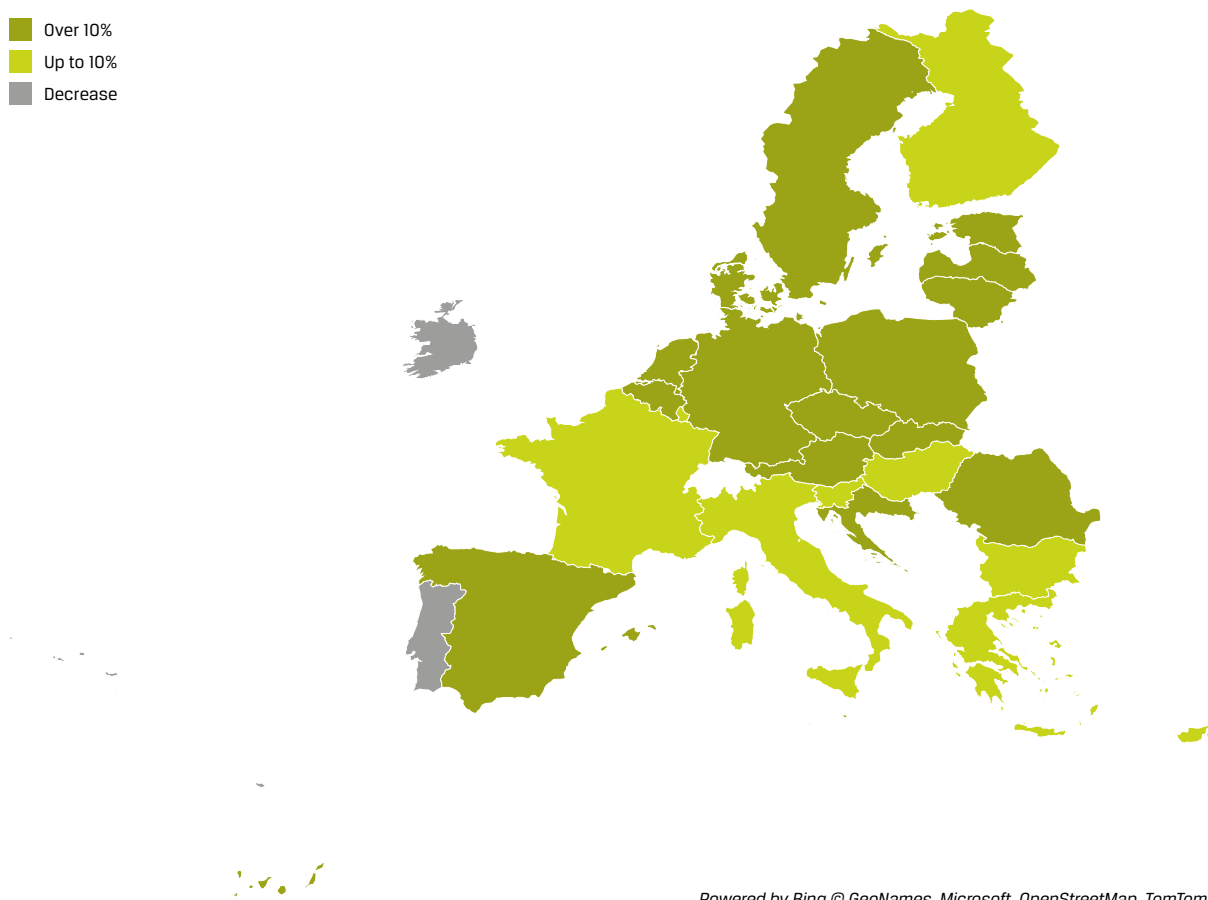 Over 10%
Up to 10%
Decrease
Powered by Bing © GeoNames, Microsoft, OpenStreetMap, TomTom